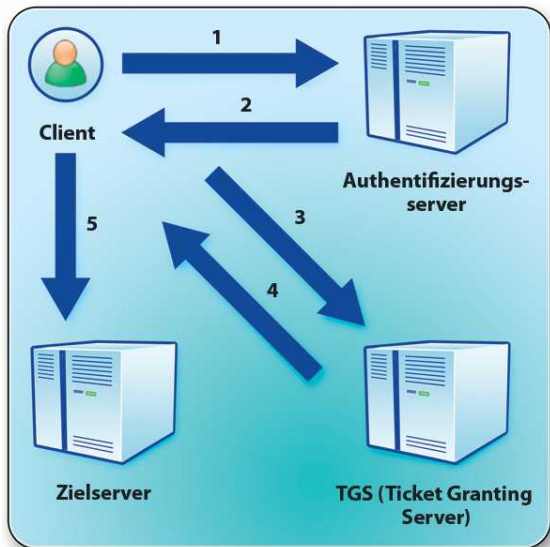 1
2
Client
Authentifizierungs-
server
5
3
4
Zielserver
TGS (Ticket Granting
Server)